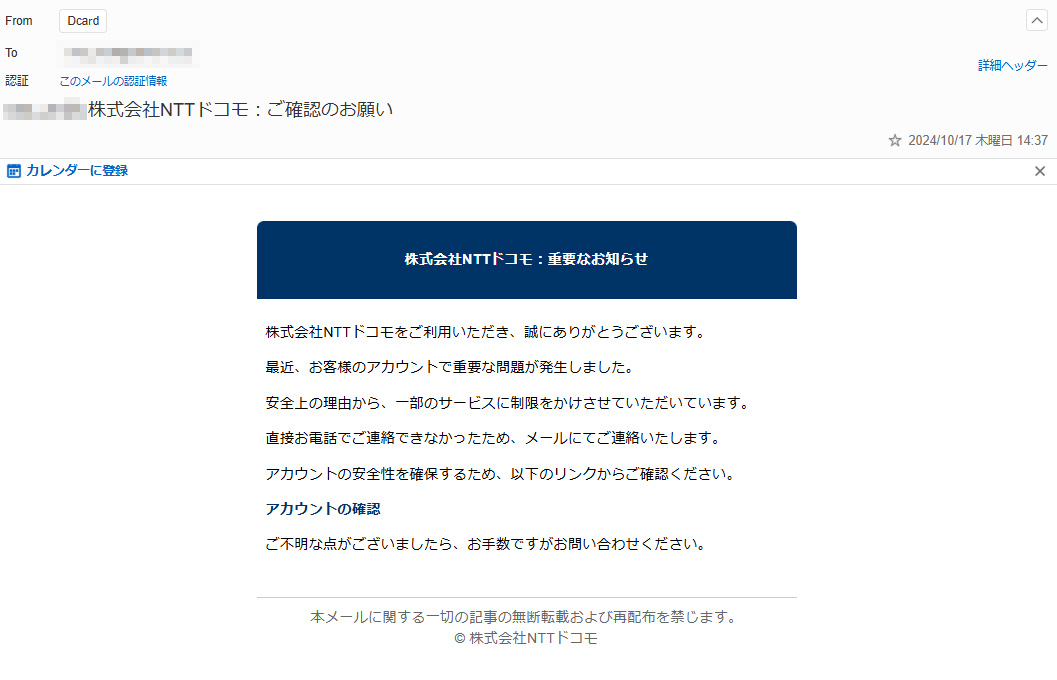 From Dcard
To
認証 このメールの認証情報
詳細ヘッダー
株式会社NTTドコモ：ご確認のお願い
☆ 2024/10/17 木曜日 14:37
カレンダーに登録
株式会社NTTドコモ：重要なお知らせ
株式会社NTTドコモをご利用いただき、誠にありがとうございます。
最近、お客様のアカウントで重要な問題が発生しました。
安全上の理由から、一部のサービスに制限をかけさせていただいています。
直接お電話でご連絡できなかったため、メールにてご連絡いたします。
アカウントの安全性を確保するため、以下のリンクからご確認ください。
アカウントの確認
ご不明な点がございましたら、お手数ですがお問い合わせください。
本メールに関する一切の記事の無断転載および再配布を禁じます。
© 株式会社NTTドコモ